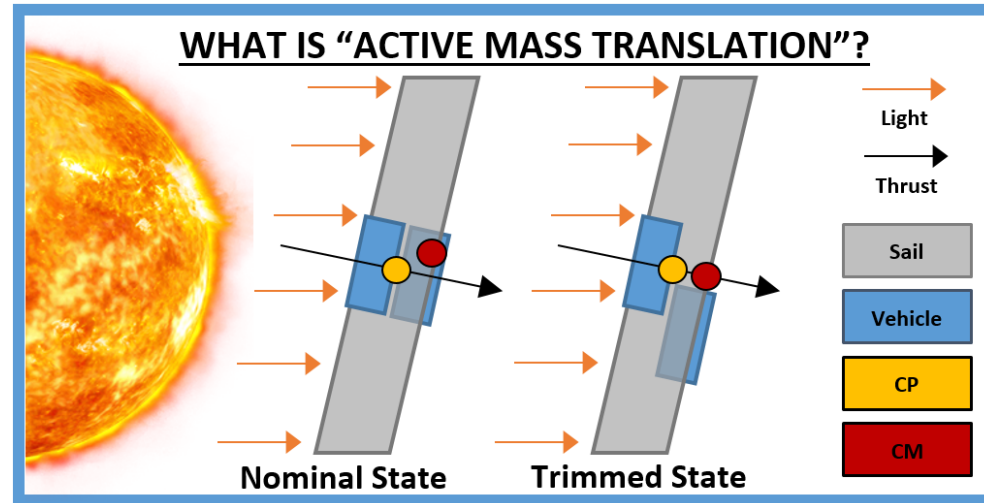 WHAT IS “ACTIVE MASS TRANSLATION”?
Light
Thrust
Sail
Vehicle
CP
CM
Nominal State
Trimmed State